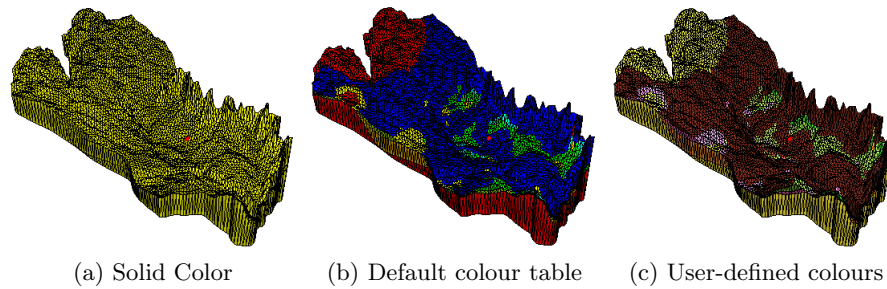 (a) Solid Color
(b) Default colour table
(c) User-defined colours